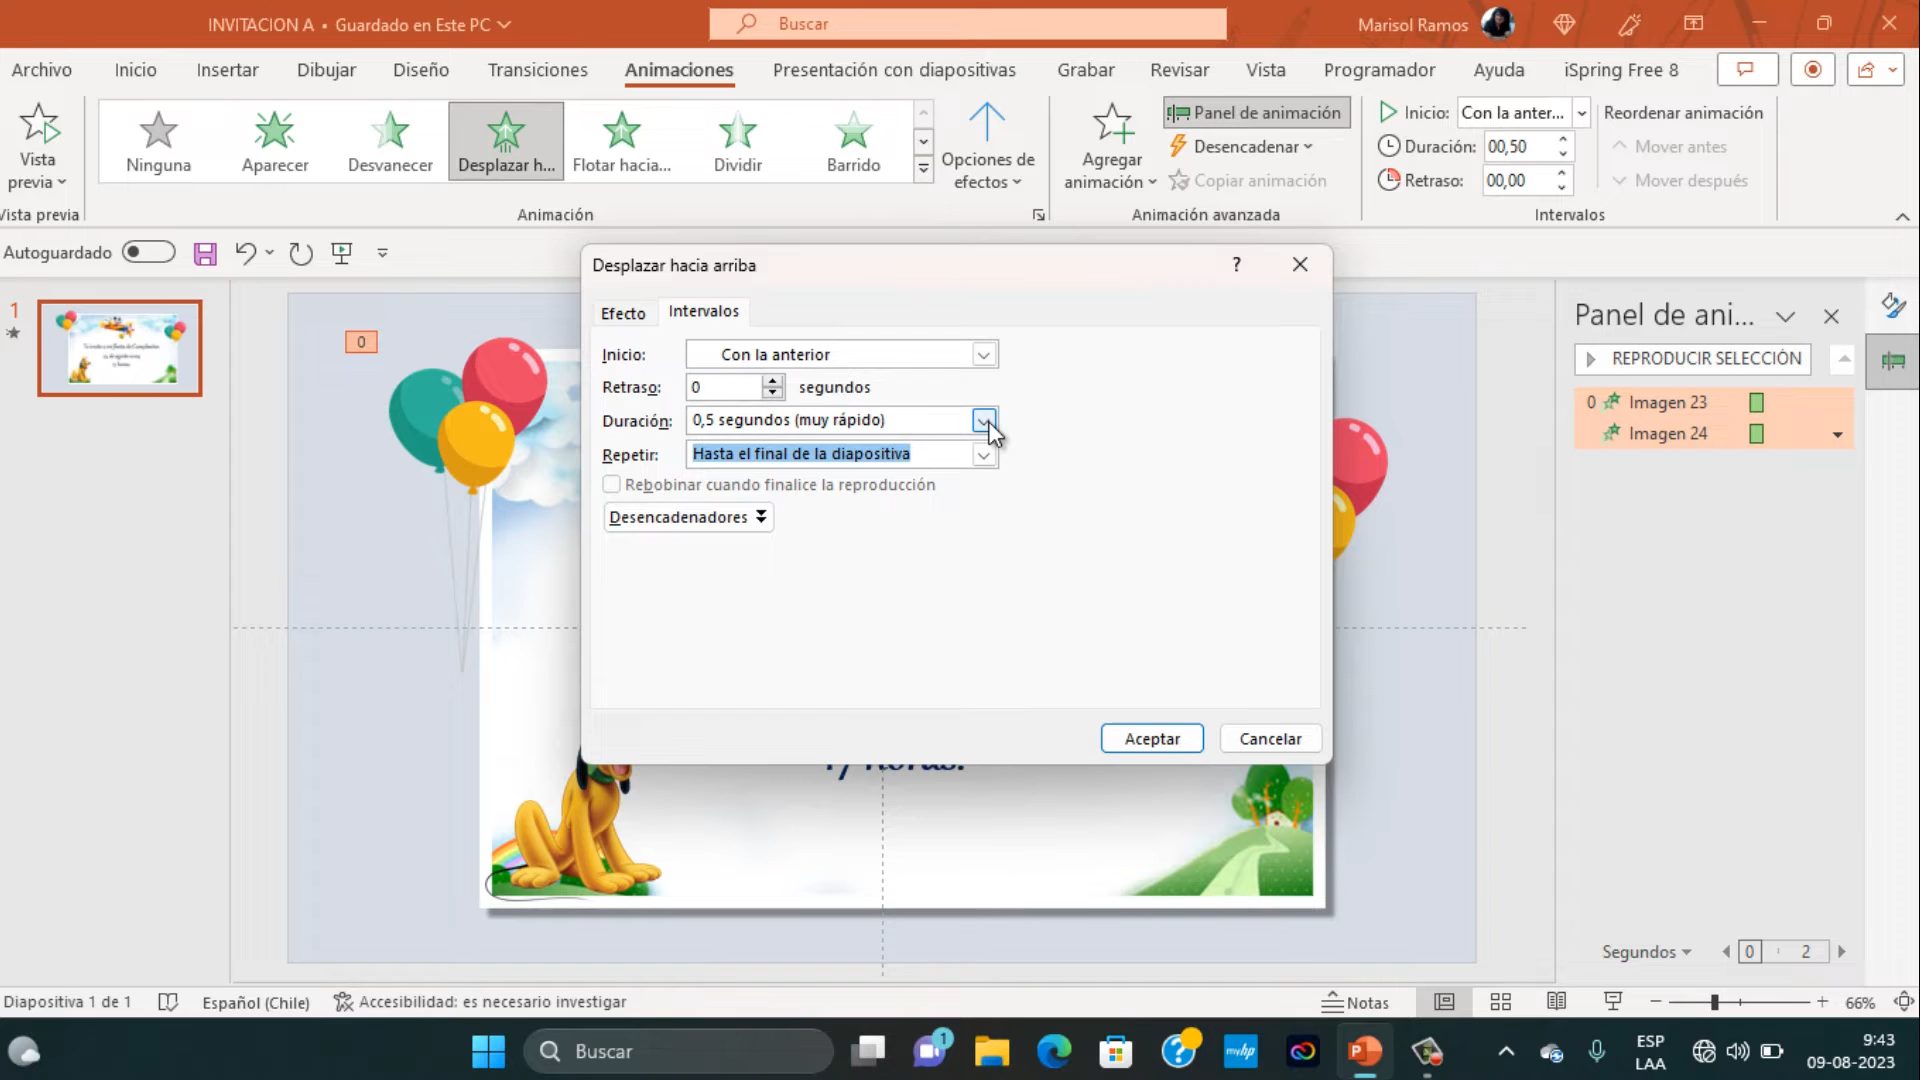 INVITACION A • Guardado en Este PC
Buscar
Marisol Ramos
Archivo
Inicio
Insertar
Dibujar
Diseño
Transiciones
Animaciones
Presentación con diapositivas
Grabar
Revisar
Vista
Programador
Ayuda
iSpring Free 8
Vista
previa
Vista previa
Ninguna
Aparecer
Desvanecer
Desplazar h...
Flotar hacia...
Dividir
Barrido
Animación
Opciones de
efectos
Agregar
animación
Panel de animación
Desencadenar
Copiar animación
Animación avanzada
Inicio: Con la anter...
Duración: 00,50
Retraso: 00,00
Reordenar animación
Mover antes
Mover después
Intervalos
Autoguardado
1
0
Desplazar hacia arriba
?
Efecto
Intervalos
Inicio: Con la anterior
Retraso: 0 segundos
Duración: 0,5 segundos (muy rápido)
Repetir: Hasta el final de la diapositiva
Rebobinar cuando finalice la reproducción
Desencadenadores
Aceptar
Cancelar
17 horas.
Panel de ani...
REPRODUCIR SELECCIÓN
0 Imagen 23
Imagen 24
Segundos
0 2
Diapositiva 1 de 1
Español (Chile)
Accesibilidad: es necesario investigar
Notas
66%
Buscar
1
myhp
ESP
LAA
9:43
09-08-2023